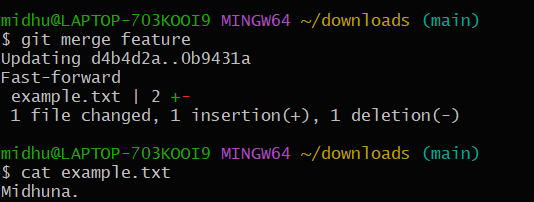 midhu@LAPTOP-703KOOI9 MINGW64 ~/downloads (main)
$ git merge feature
Updating d4b4d2a..0b9431a
Fast-forward
 example.txt | 2 +-
 1 file changed, 1 insertion(+), 1 deletion(-)
midhu@LAPTOP-703KOOI9 MINGW64 ~/downloads (main)
$ cat example.txt
Midhuna.